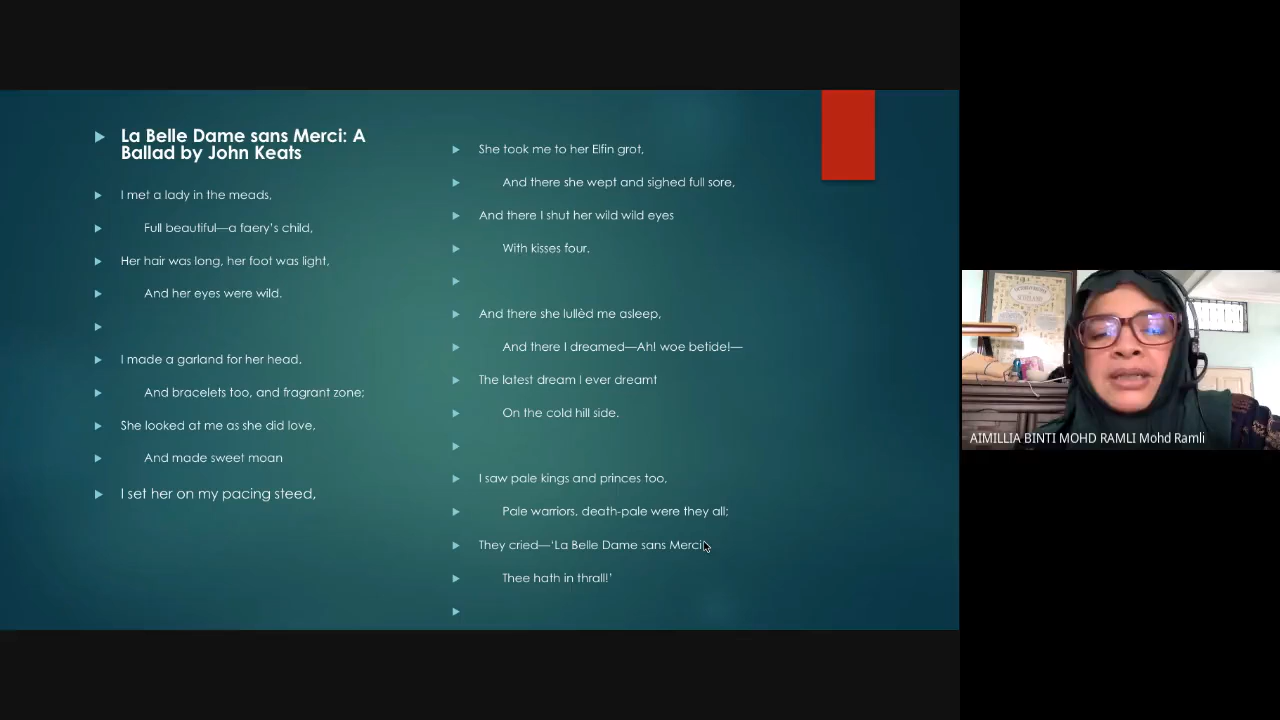 La Belle Dame sans Merci: A
Ballad by John Keats
I met a lady in the meads,
Full beautiful—a faery's child,
Her hair was long, her foot was light,
And her eyes were wild.
I made a garland for her head,
And bracelets too, and fragrant zone;
She looked at me as she did love,
And made sweet moan
I set her on my pacing steed,
She took me to her Elfin grot,
And there she wept and sighed full sore,
And there I shut her wild wild eyes
With kisses four.
And there she lullèd me asleep,
And there I dreamed—Ah! woe betide!—
The latest dream I ever dreamt
On the cold hill side.
I saw pale kings and princes too,
Pale warriors, death-pale were they all;
They cried—‘La Belle Dame sans Merci
Thee hath in thrall!’
AIMILLIA BINTI MOHD RAMLI Mohd Ramli